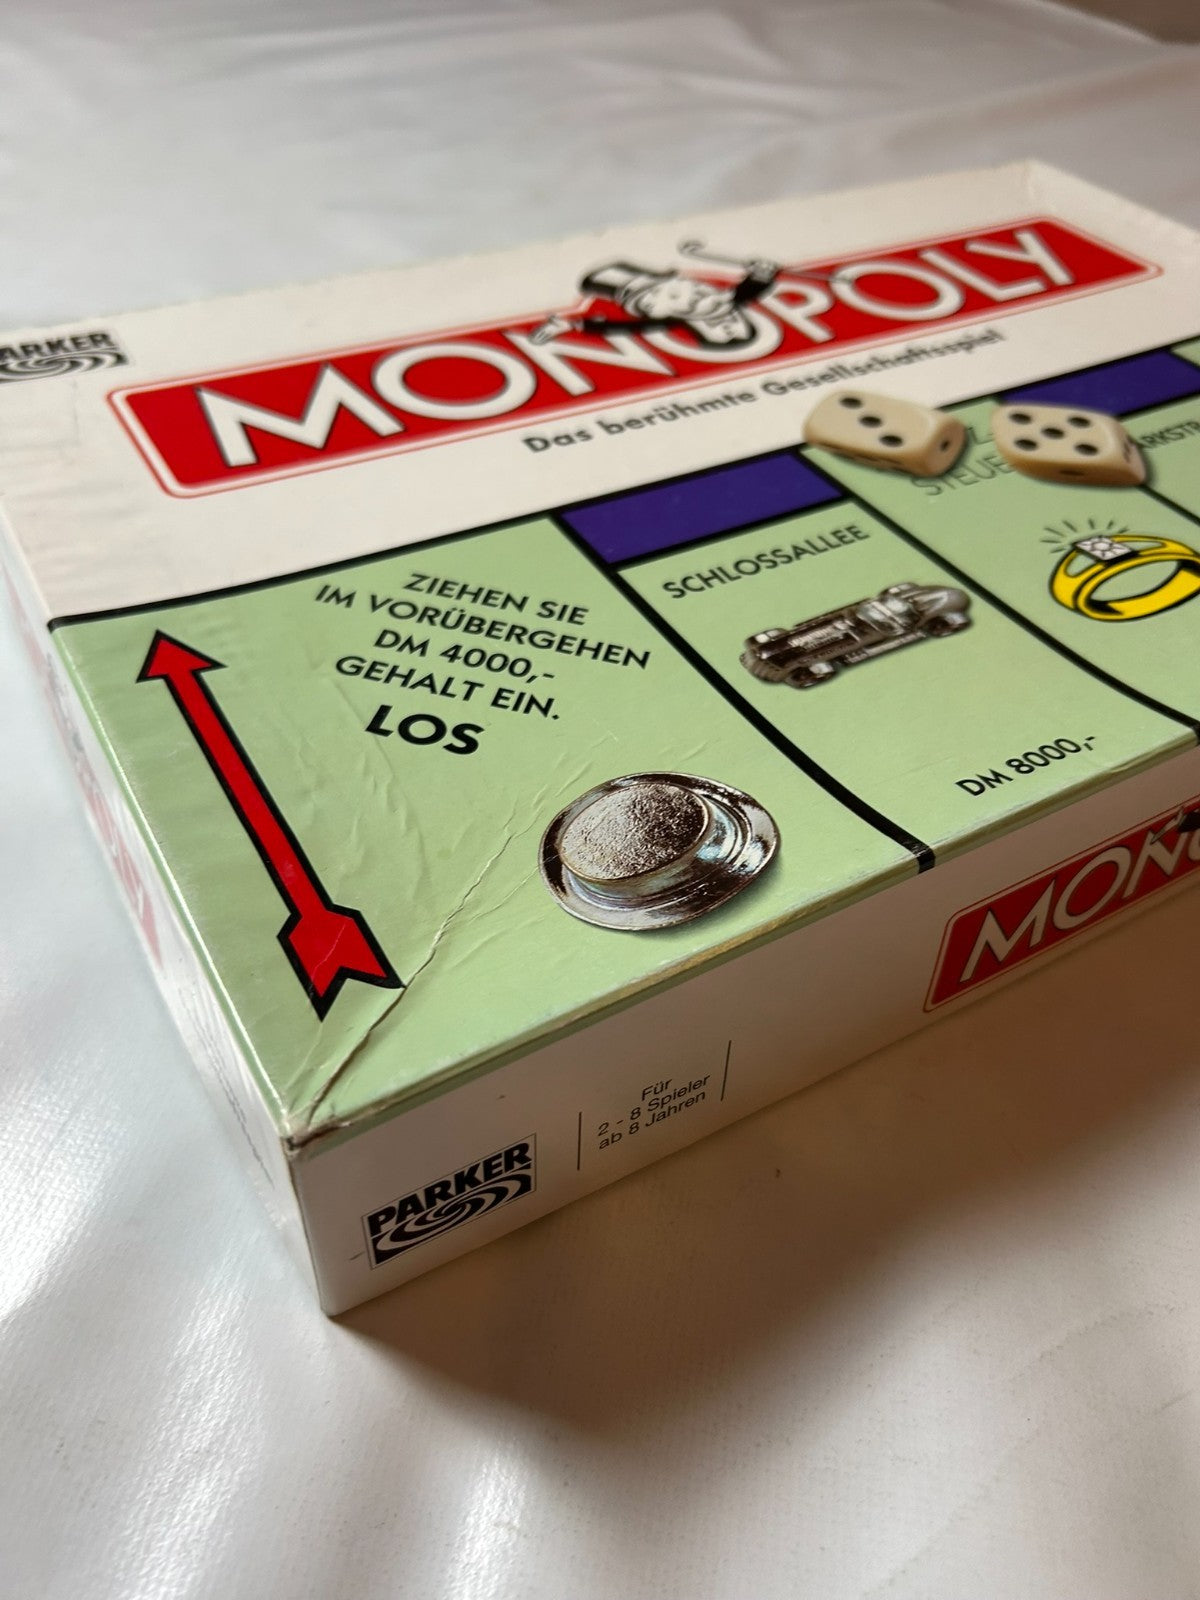 PARKER
MONOPOLY
Das berühmte Gesellschaftsspiel
ZIEHEN SIE
IM VORÜBERGEHEN
DM 4000,-
GEHALT EIN.
LOS
SCHLOSSALLEE
DM 8000,-
PARKER
Für
2 - 8 Spieler
ab 8 Jahren